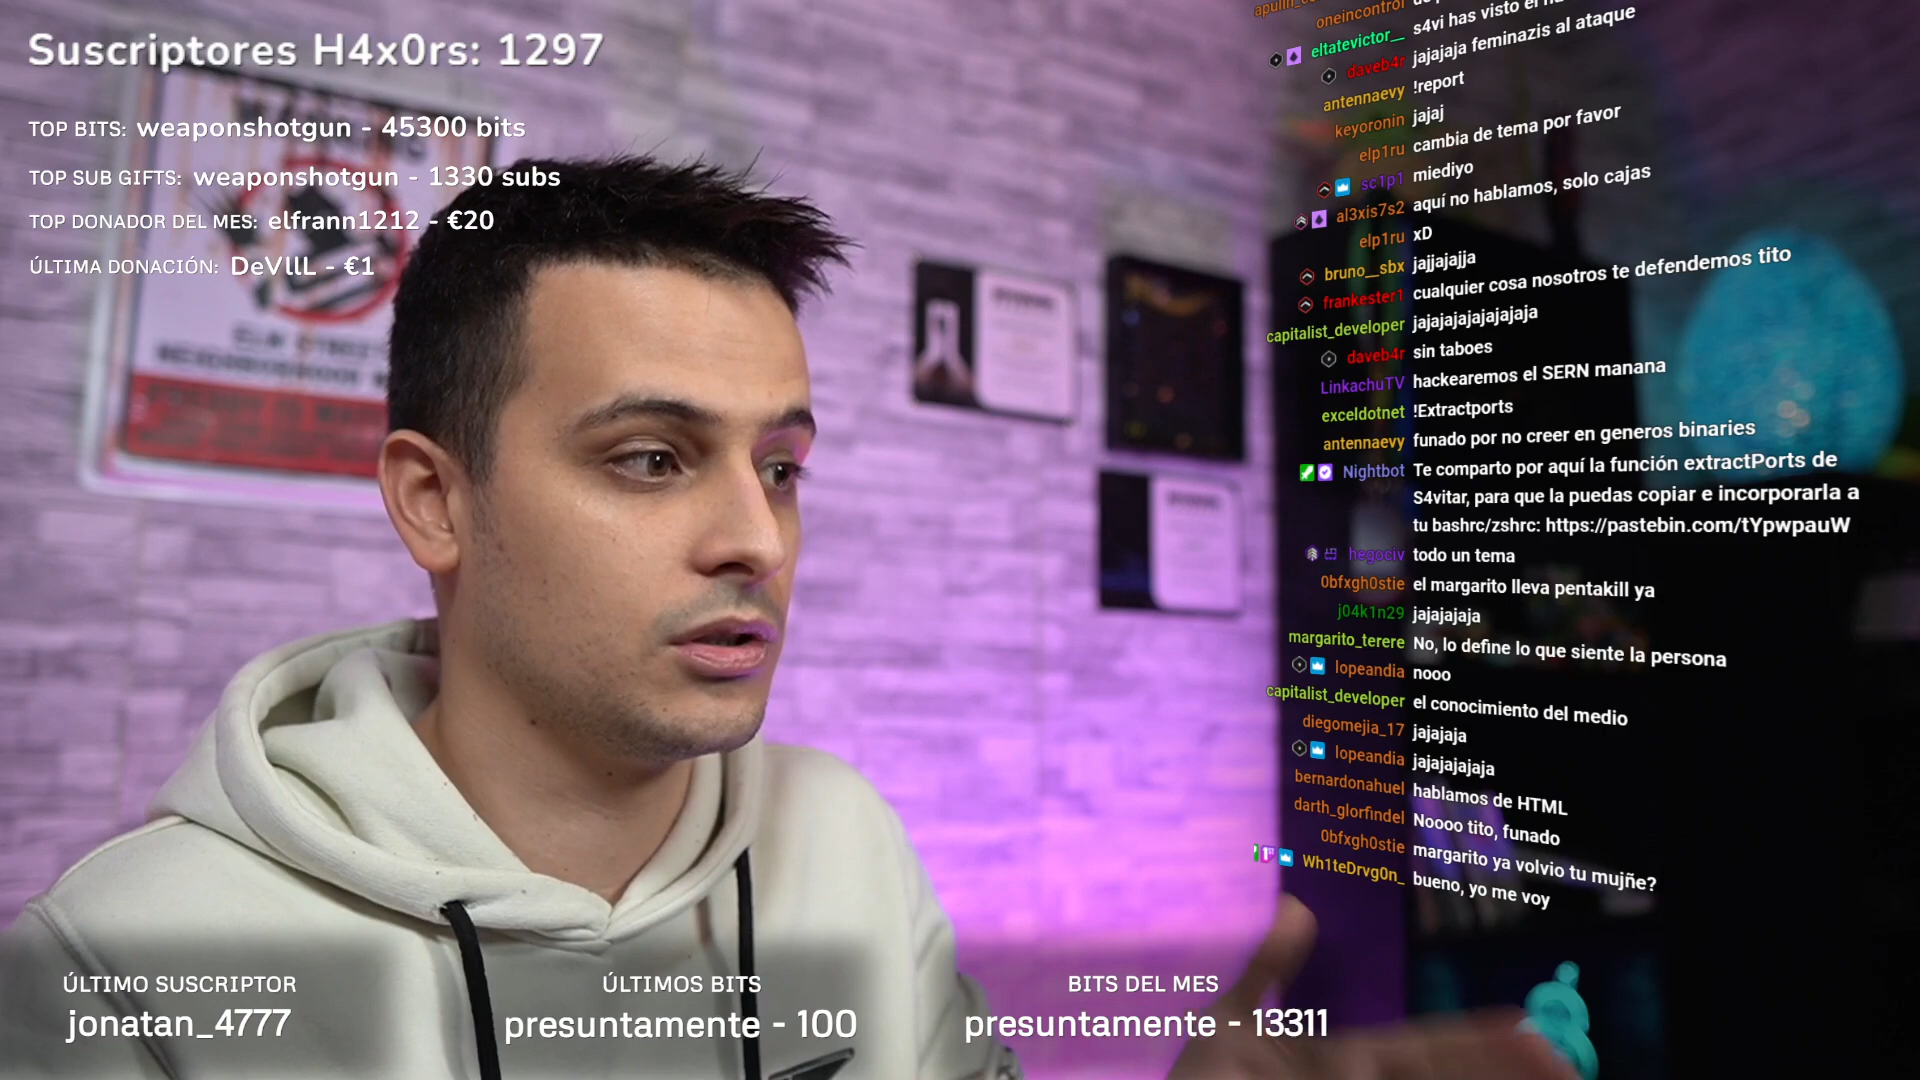 Suscriptores H4x0rs: 1297
TOP BITS: weaponshotgun - 45300 bits
TOP SUB GIFTS: weaponshotgun - 1330 subs
TOP DONADOR DEL MES: elfrann1212 - €20
ÚLTIMA DONACIÓN: DeVllL - €1
oneincontrol
eltatevictor__ s4vi has visto el
daveb4r jajajaja feminazis al ataque
antennaevy !report
keyoronin jajaj
elp1ru cambia de tema por favor
sc1p1 miediyo
al3xis7s2 aquí no hablamos, solo cajas
elp1ru xD
bruno__sbx jajjajajja
frankester1 cualquier cosa nosotros te defendemos tito
capitalist_developer jajajajajajajaja
daveb4r sin taboes
LinkachuTV hackearemos el SERN manana
exceldotnet !Extractports
antennaevy funado por no creer en generos binaries
Nightbot Te comparto por aquí la función extractPorts de
S4vitar, para que la puedas copiar e incorporarla a
tu bashrc/zshrc: https://pastebin.com/tYpwpauW
hegociv todo un tema
0bfxgh0stie el margarito lleva pentakill ya
j04k1n29 jajajajaja
margarito_terere No, lo define lo que siente la persona
lopeandia nooo
capitalist_developer el conocimiento del medio
diegomejia_17 jajajaja
lopeandia jajajajajaja
bernardonahuel hablamos de HTML
darth_glorfindel Noooo tito, funado
0bfxgh0stie margarito ya volvio tu mujñe?
Wh1teDrvg0n_ bueno, yo me voy
ÚLTIMO SUSCRIPTOR
jonatan_4777
ÚLTIMOS BITS
presuntamente - 100
BITS DEL MES
presuntamente - 13311